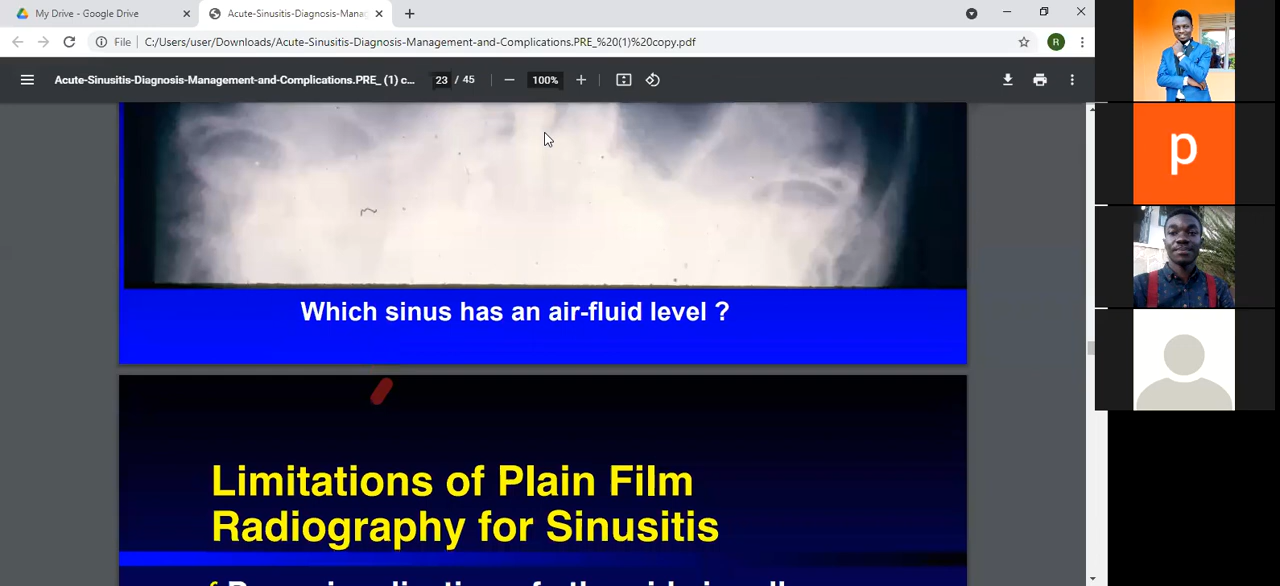 My Drive - Google Drive
Acute-Sinusitis-Diagnosis-Manag
File
C:/Users/user/Downloads/Acute-Sinusitis-Diagnosis-Management-and-Complications.PRE_%20(1)%20copy.pdf
R
Acute-Sinusitis-Diagnosis-Management-and-Complications.PRE_ (1) c...
23 / 45
100%
p
Which sinus has an air-fluid level ?
Limitations of Plain Film
Radiography for Sinusitis